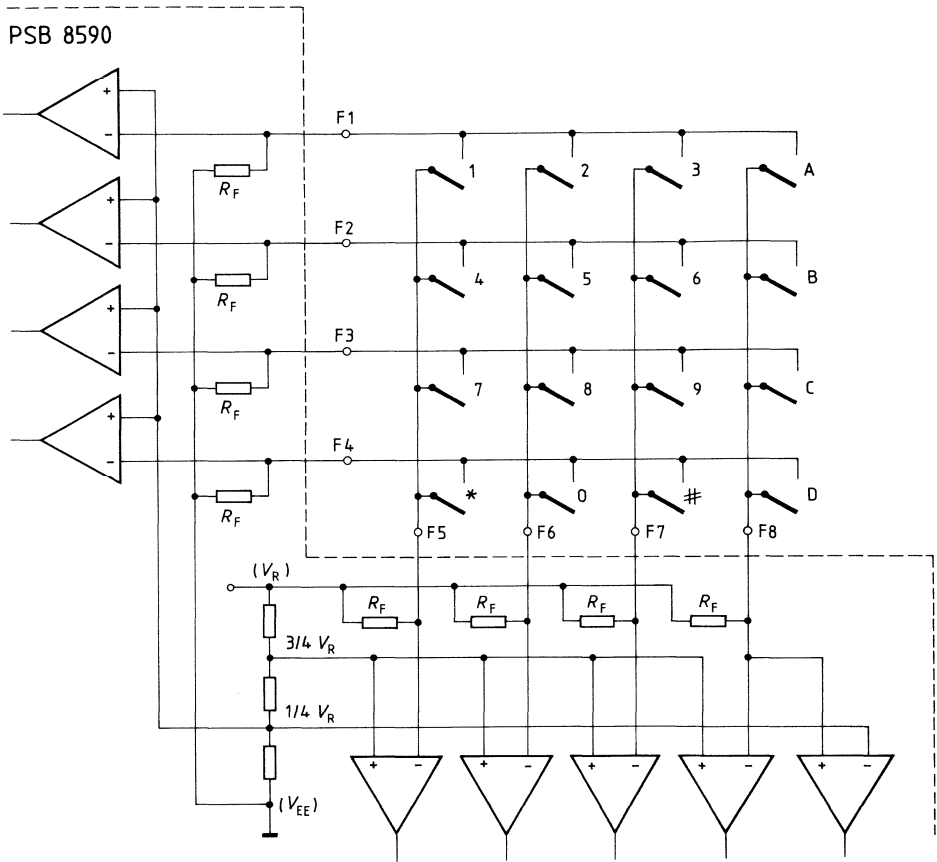 PSB 8590
+
−
F1
R_F
1
2
3
A
+
−
F2
R_F
4
5
6
B
+
−
F3
R_F
7
8
9
C
+
−
F4
R_F
*
0
#
D
F5
F6
F7
F8
(V_R)
R_F
R_F
R_F
R_F
3/4 V_R
1/4 V_R
(V_EE)
+ − + − + − + − + −